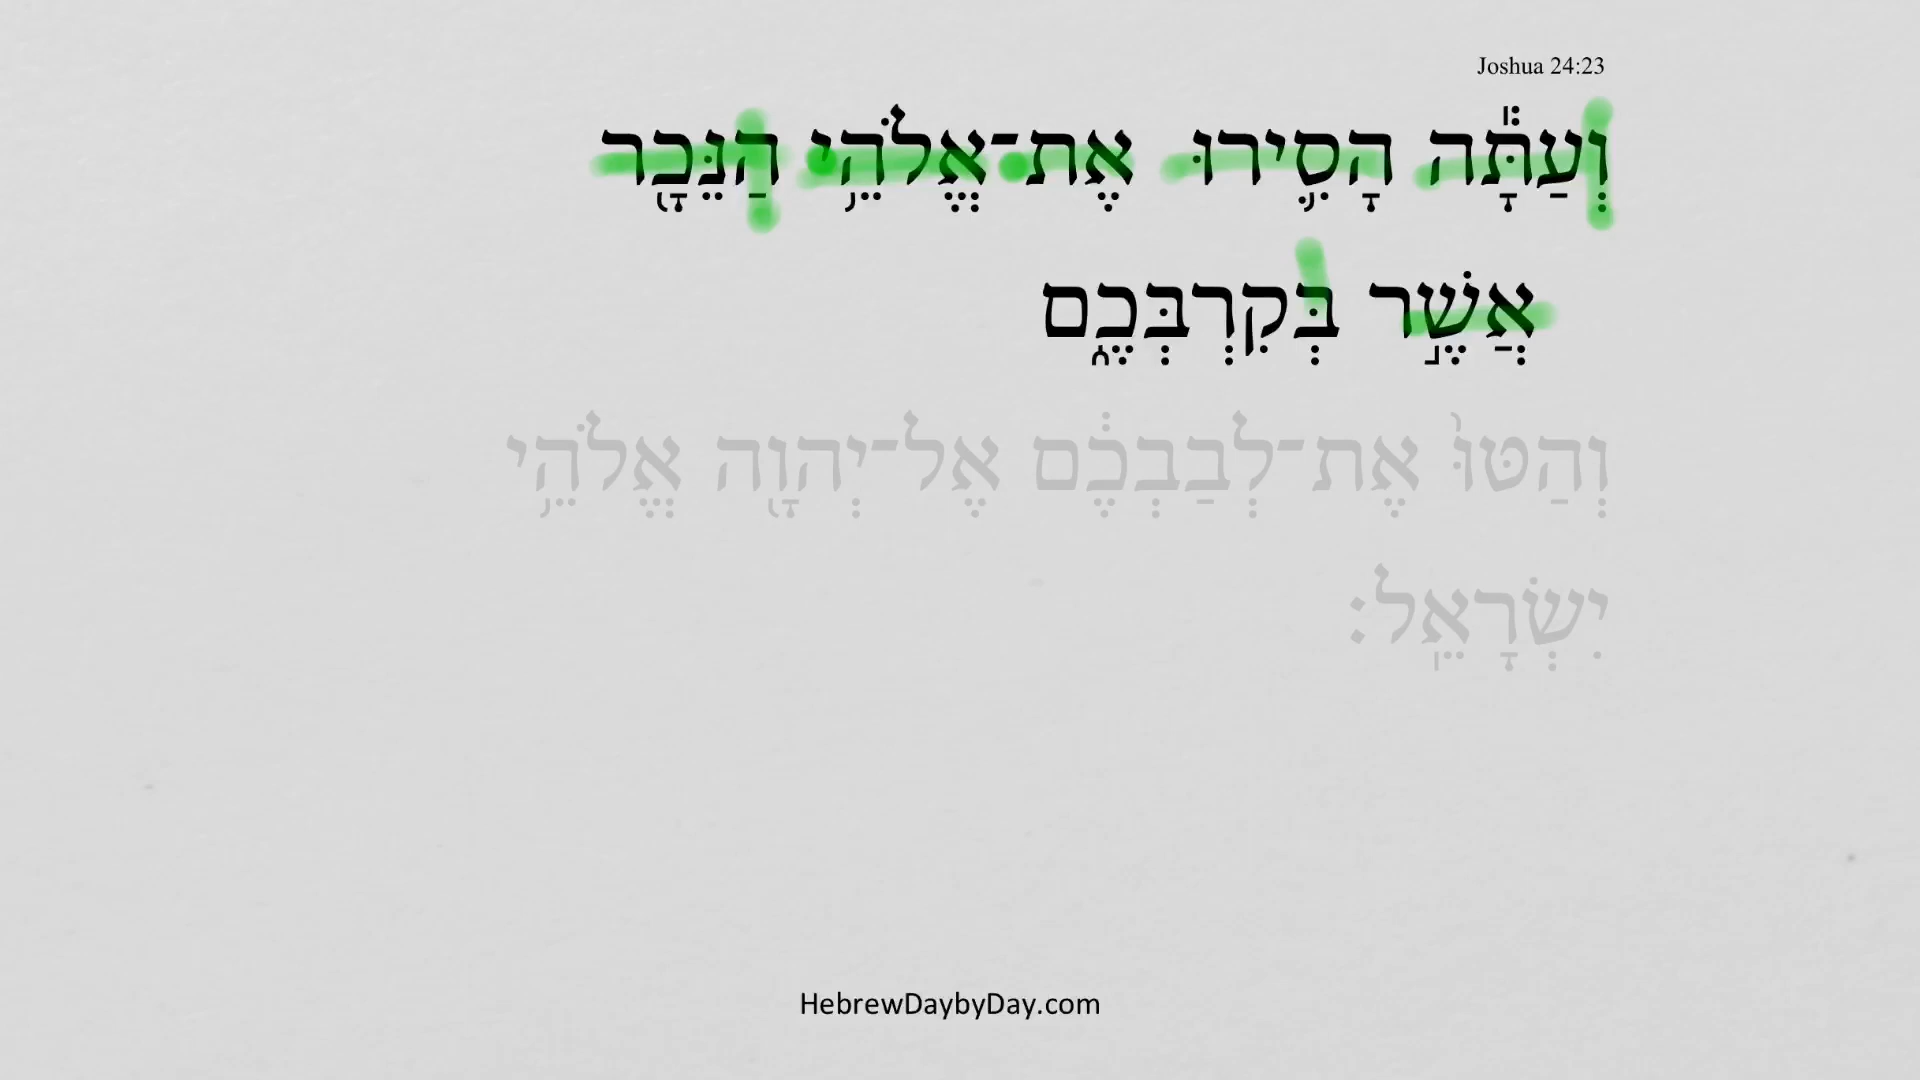 Joshua 24:23
וְעַתָּ֕ה הָסִ֛ירוּ אֶת־אֱלֹהֵ֥י הַנֵּכָ֖ר
אֲשֶׁ֣ר בְּקִרְבְּכֶ֑ם
וְהַטּוּ֙ אֶת־לְבַבְכֶ֔ם אֶל־יְהוָ֖ה אֱלֹהֵ֥י
יִשְׂרָאֵֽל׃
HebrewDaybyDay.com